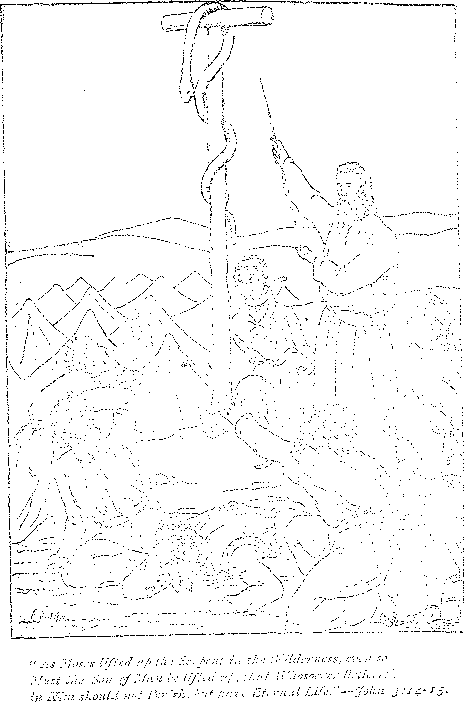 "As Moses lifted up the Serpent in the Wilderness, even so
Must the Son of Man be lifted up, that Whosoever Believeth
in Him should not Perish, but have Eternal Life."—John 3:14-15.